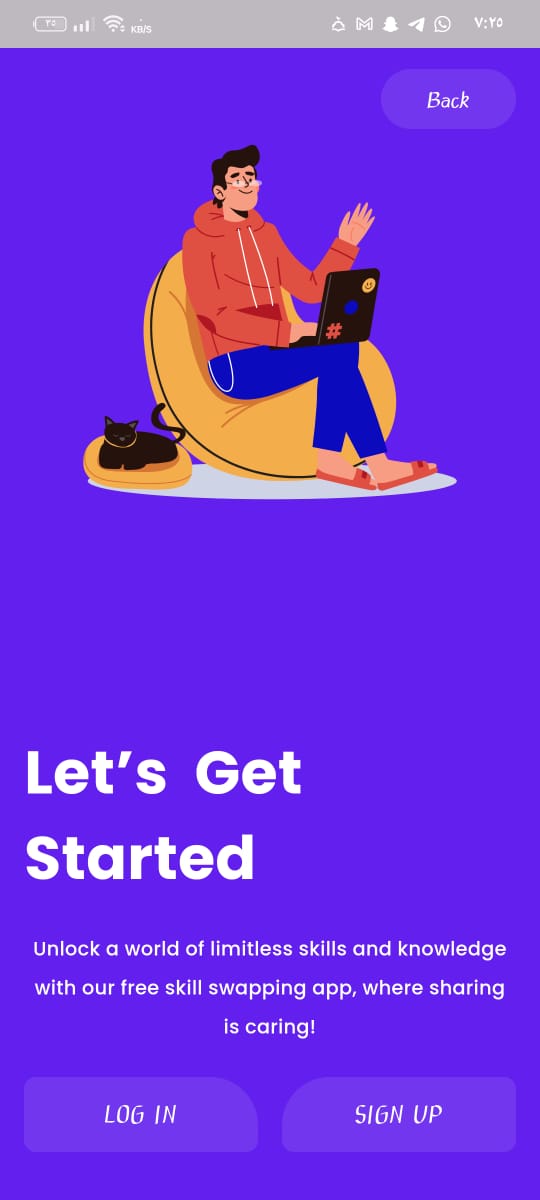 ٣٥
KB/S
٧:٢٥
Back
#
Let’s Get
Started
Unlock a world of limitless skills and knowledge
with our free skill swapping app, where sharing
is caring!
LOG IN
SIGN UP